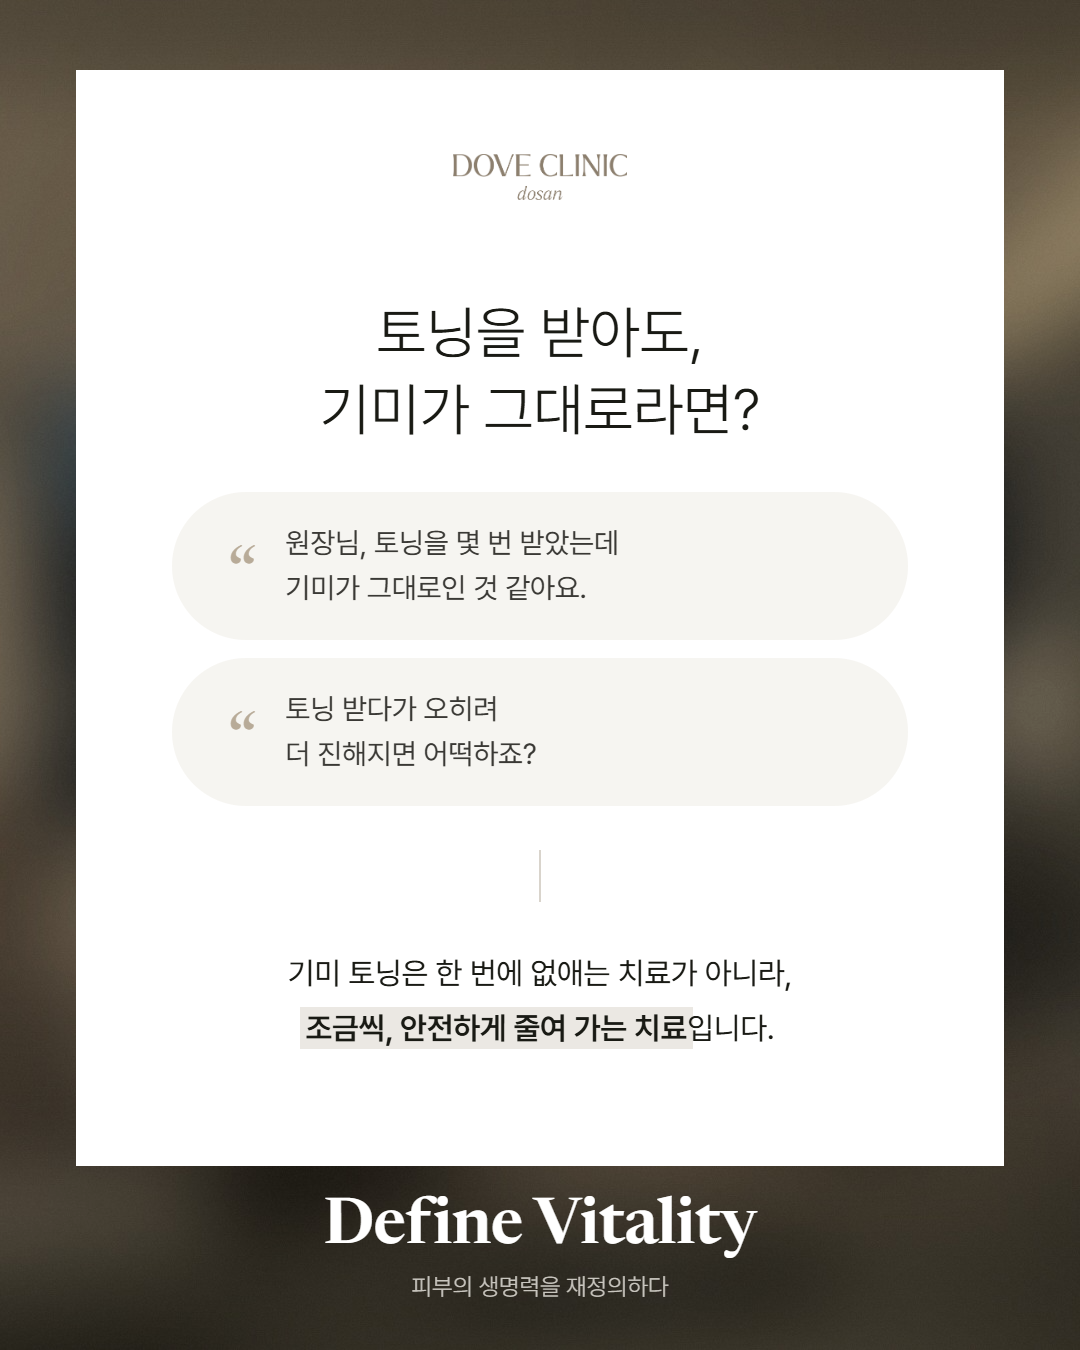 DOVE CLINIC
dosan
토닝을 받아도,
기미가 그대로라면?
“ 원장님, 토닝을 몇 번 받았는데
기미가 그대로인 것 같아요.
“ 토닝 받다가 오히려
더 진해지면 어떡하죠?
기미 토닝은 한 번에 없애는 치료가 아니라,
조금씩, 안전하게 줄여 가는 치료입니다.
Define Vitality
피부의 생명력을 재정의하다